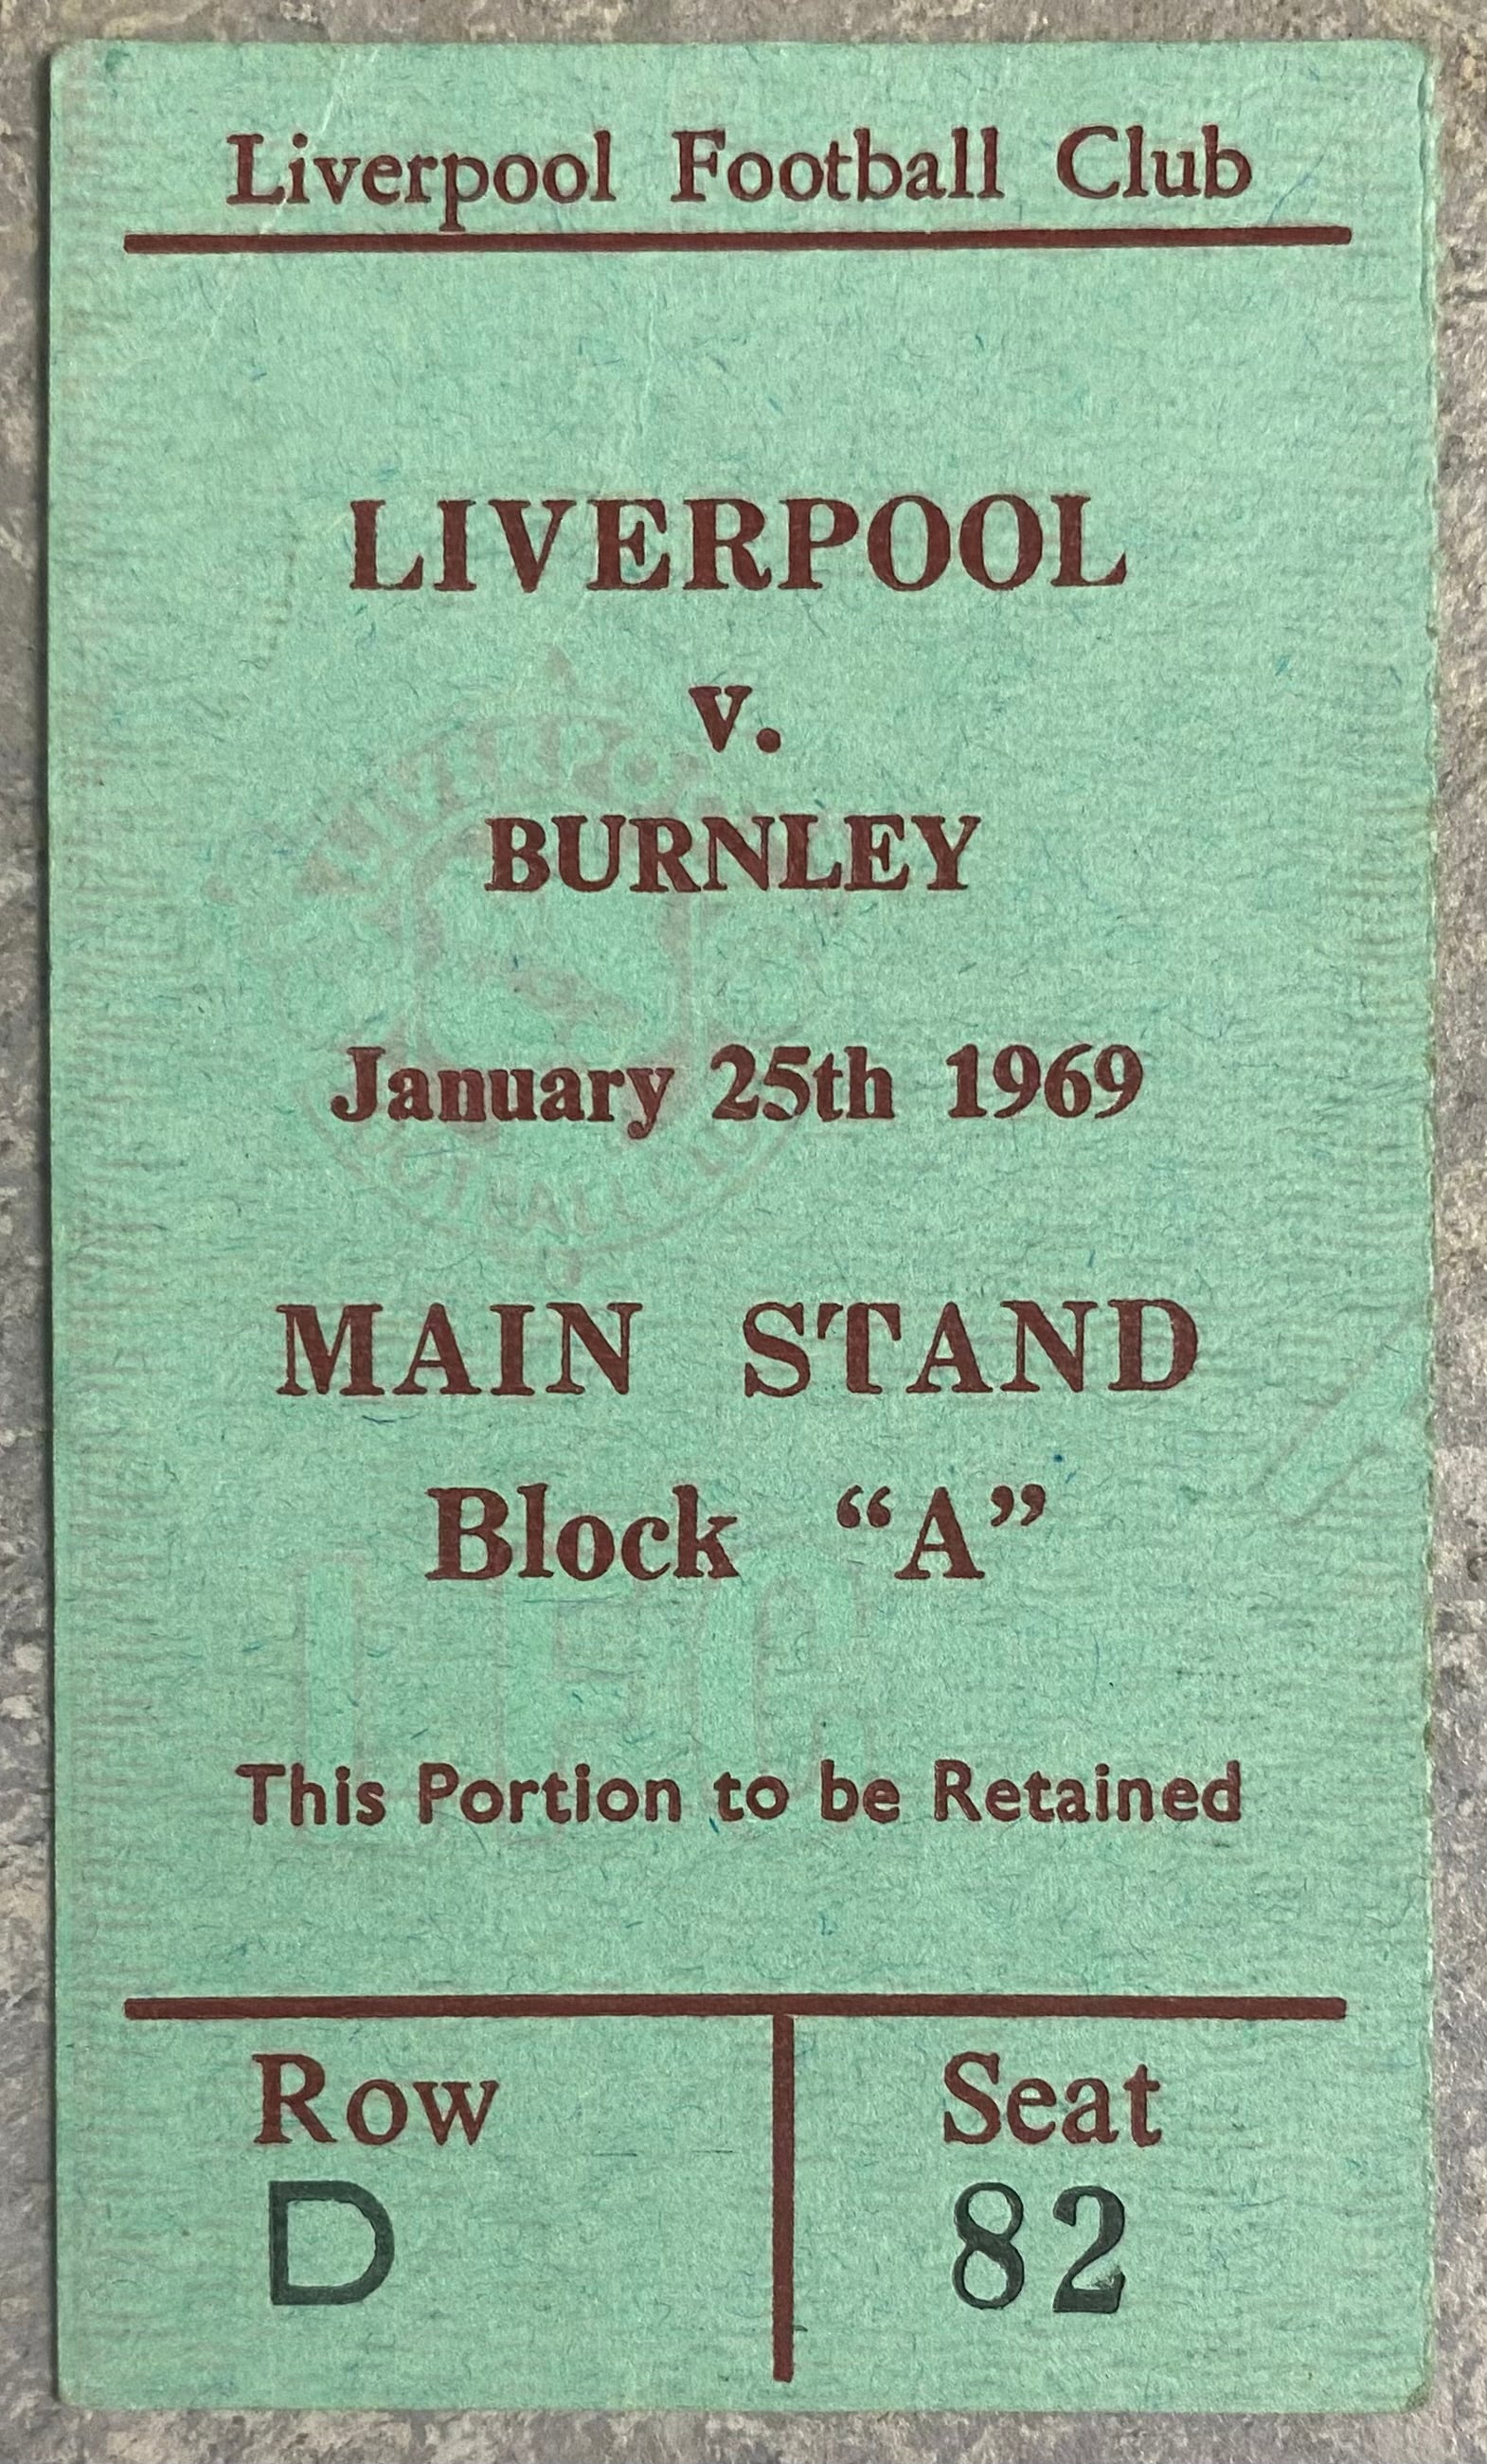 Liverpool Football Club
LIVERPOOL
v.
BURNLEY
January 25th 1969
MAIN STAND
Block “A”
This Portion to be Retained
Row
Seat
D
82